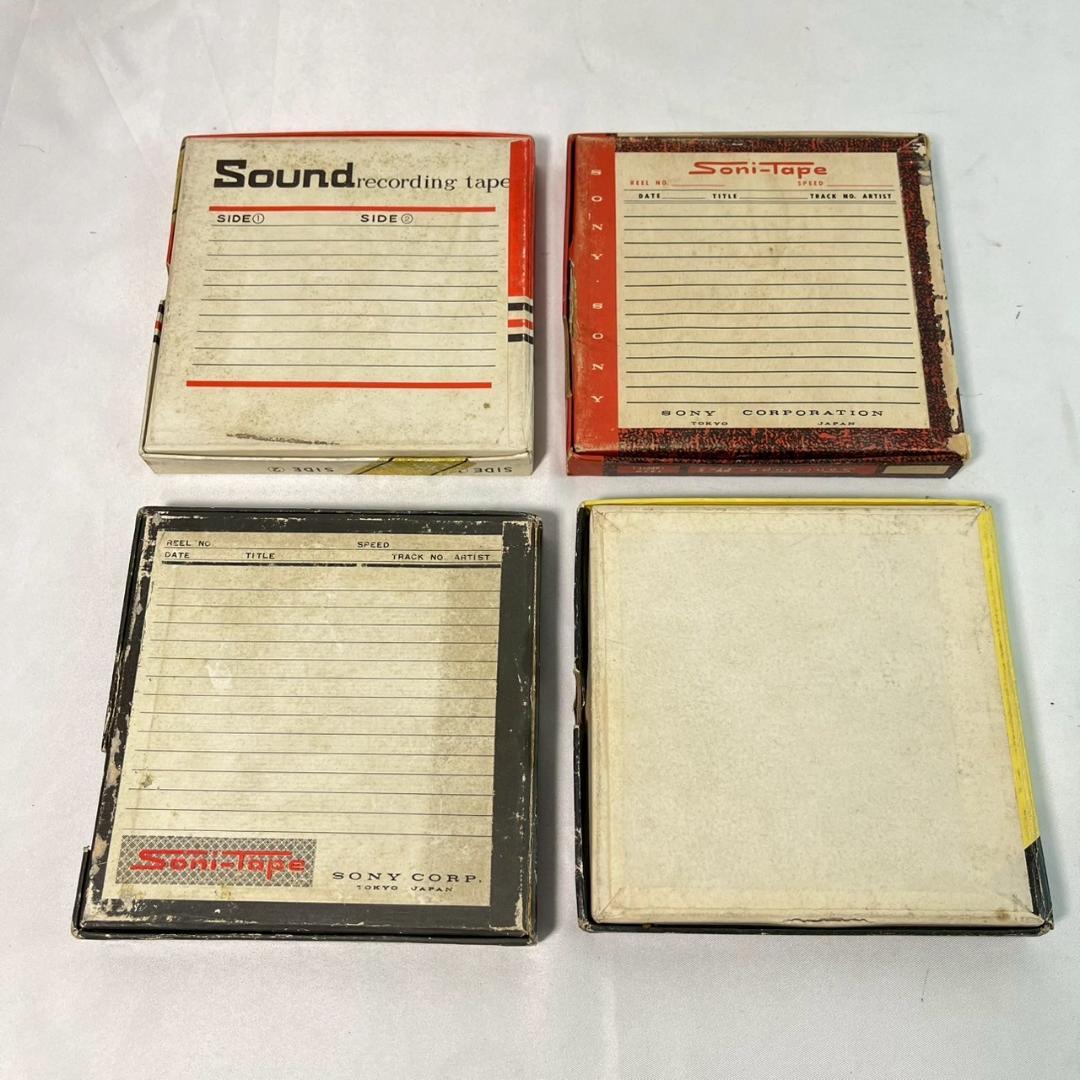 Sound recording tape
SIDE① SIDE②
SIDE SIDE ②
Soni-Tape
REEL NO. SPEED
DATE TITLE TRACK NO. ARTIST
SONY · SONY
SONY CORPORATION
TOKYO JAPAN
REEL NO. SPEED
DATE TITLE TRACK NO. ARTIST
Soni-Tape
SONY CORP.
TOKYO JAPAN